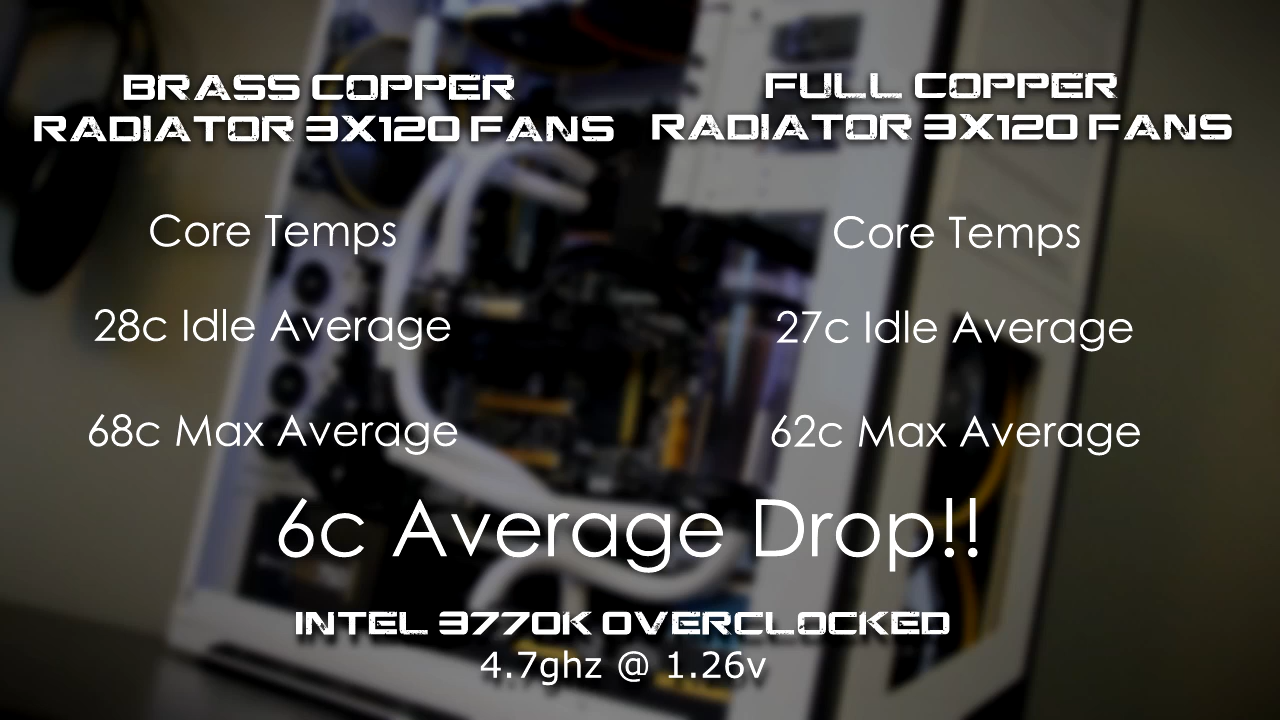 BRASS COPPER
RADIATOR 3X120 FANS
Core Temps
28c Idle Average
68c Max Average
FULL COPPER
RADIATOR 3X120 FANS
Core Temps
27c Idle Average
62c Max Average
6c Average Drop!!
INTEL 3770K OVERCLOCKED
4.7ghz @ 1.26v